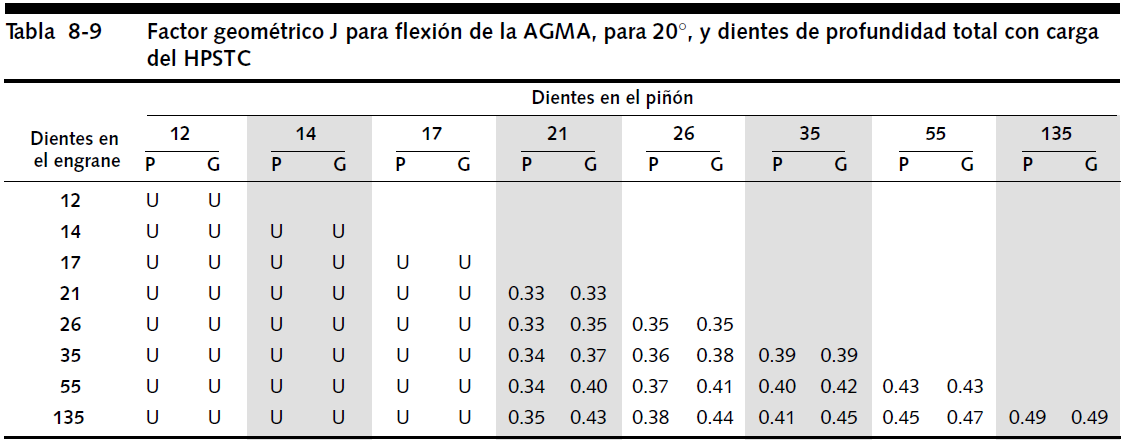 Tabla 8-9 Factor geométrico J para flexión de la AGMA, para 20°, y dientes de profundidad total con carga
del HPSTC
Dientes en el piñón
Dientes en 12 14 17 21 26 35 55 135
el engrane P G P G P G P G P G P G P G P G
12 U U
14 U U U U
17 U U U U U U
21 U U U U U U 0.33 0.33
26 U U U U U U 0.33 0.35 0.35 0.35
35 U U U U U U 0.34 0.37 0.36 0.38 0.39 0.39
55 U U U U U U 0.34 0.40 0.37 0.41 0.40 0.42 0.43 0.43
135 U U U U U U 0.35 0.43 0.38 0.44 0.41 0.45 0.45 0.47 0.49 0.49